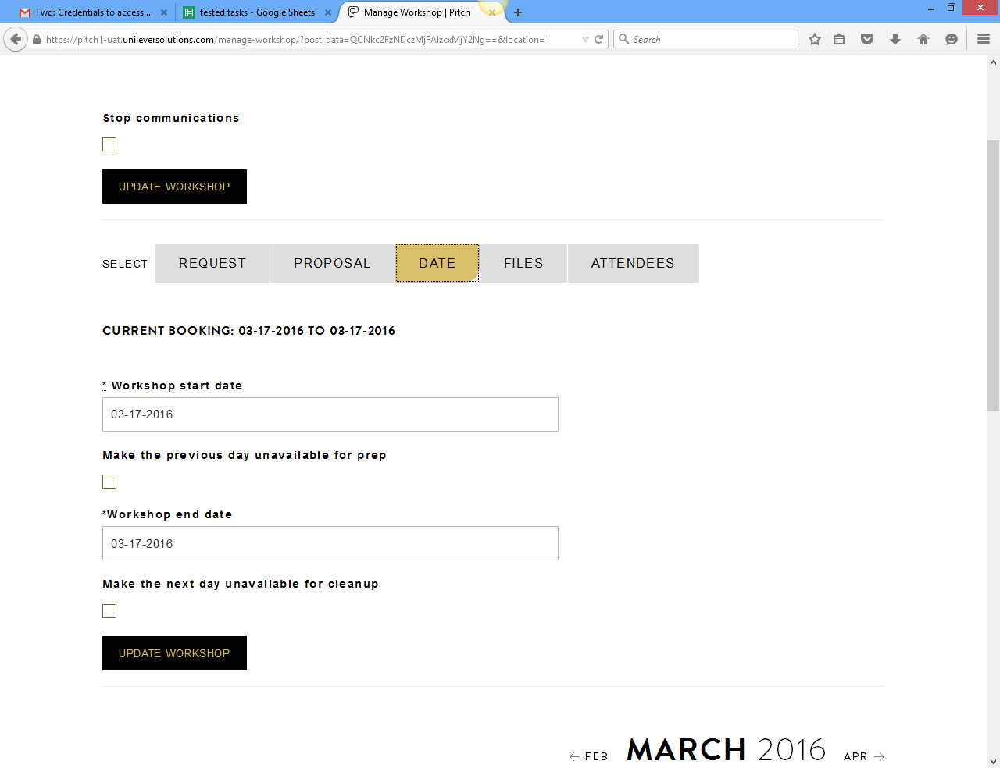 Fwd: Credentials to access ...
tested tasks - Google Sheets
Manage Workshop | Pitch
https://pitch1-uat.unileversolutions.com/manage-workshop/?post_data=QCNkc2FzNDczMjFAIzcxMjY2Ng==&location=1
Search
Stop communications
UPDATE WORKSHOP
SELECT REQUEST PROPOSAL DATE FILES ATTENDEES
CURRENT BOOKING: 03-17-2016 TO 03-17-2016
* Workshop start date
03-17-2016
Make the previous day unavailable for prep
*Workshop end date
03-17-2016
Make the next day unavailable for cleanup
UPDATE WORKSHOP
← FEB MARCH 2016 APR →